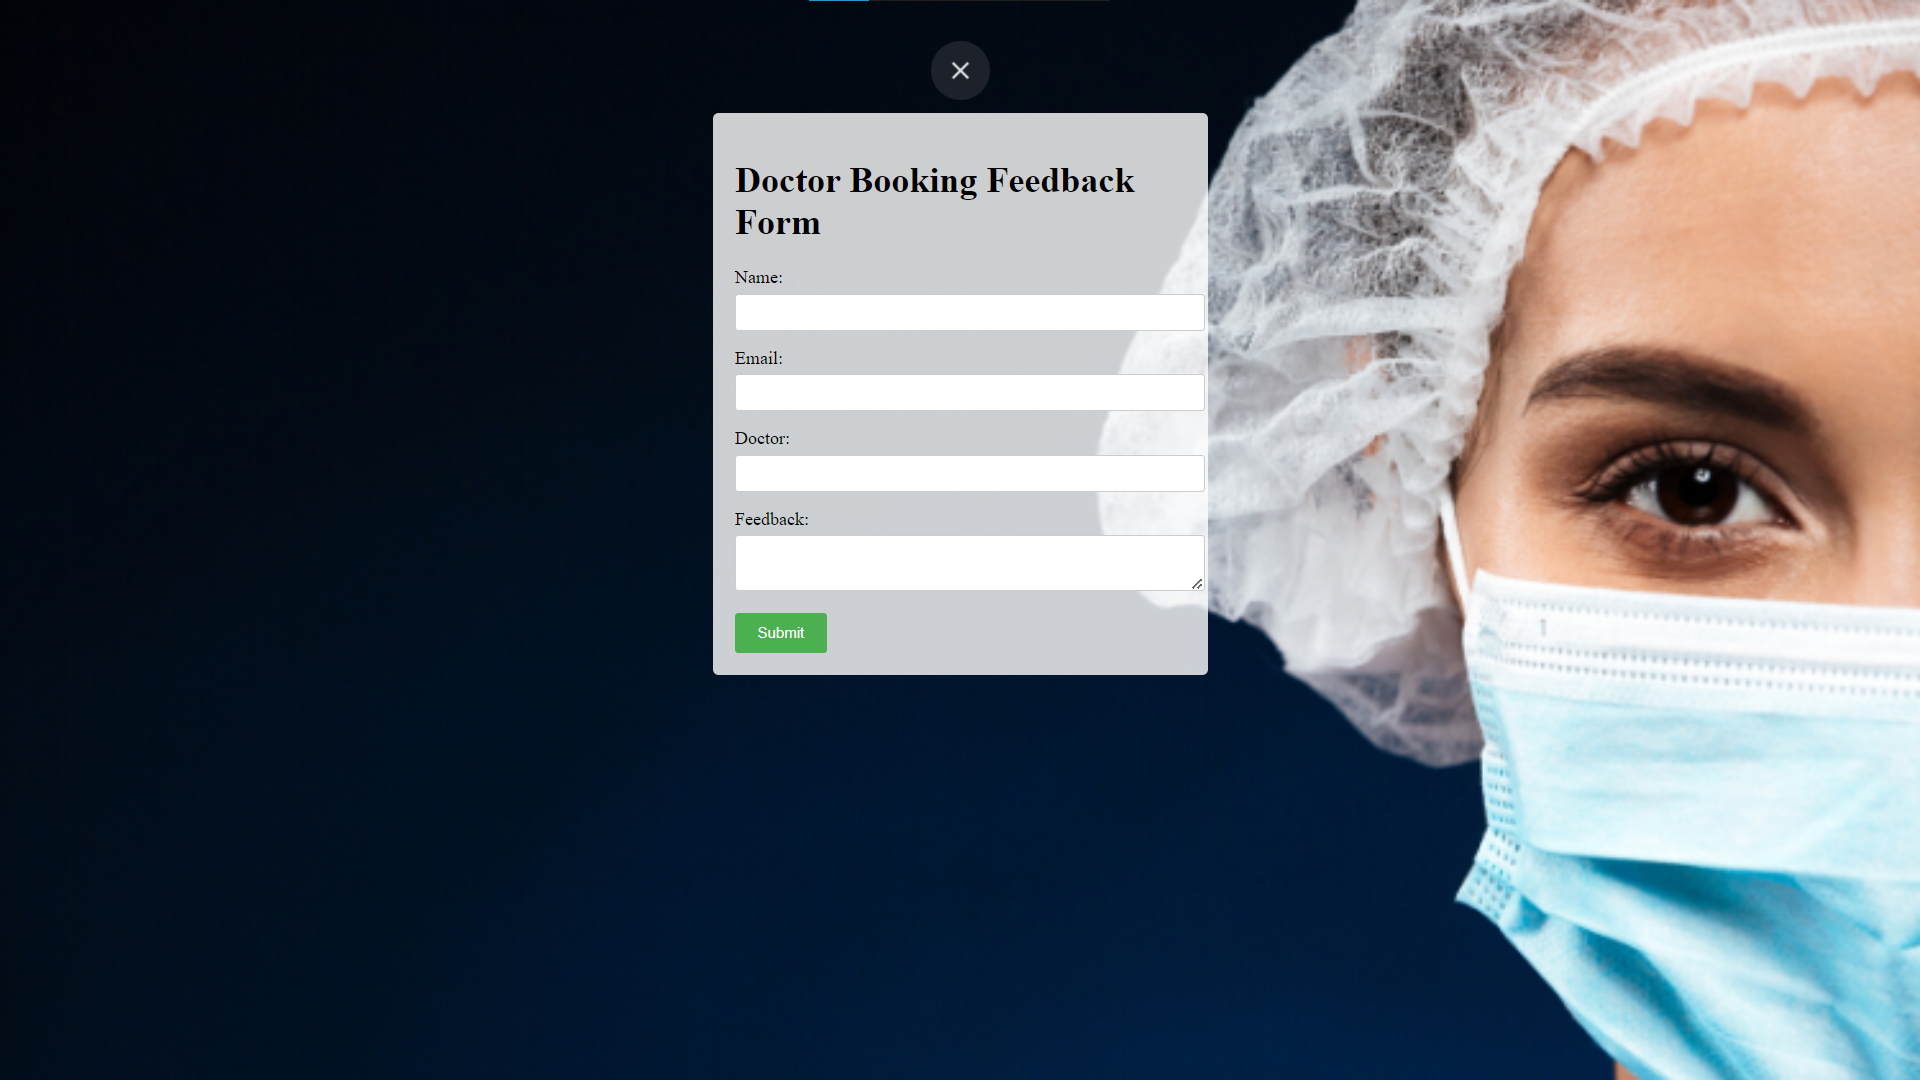 Doctor Booking Feedback
Form
Name:
Email:
Doctor:
Feedback:
Submit